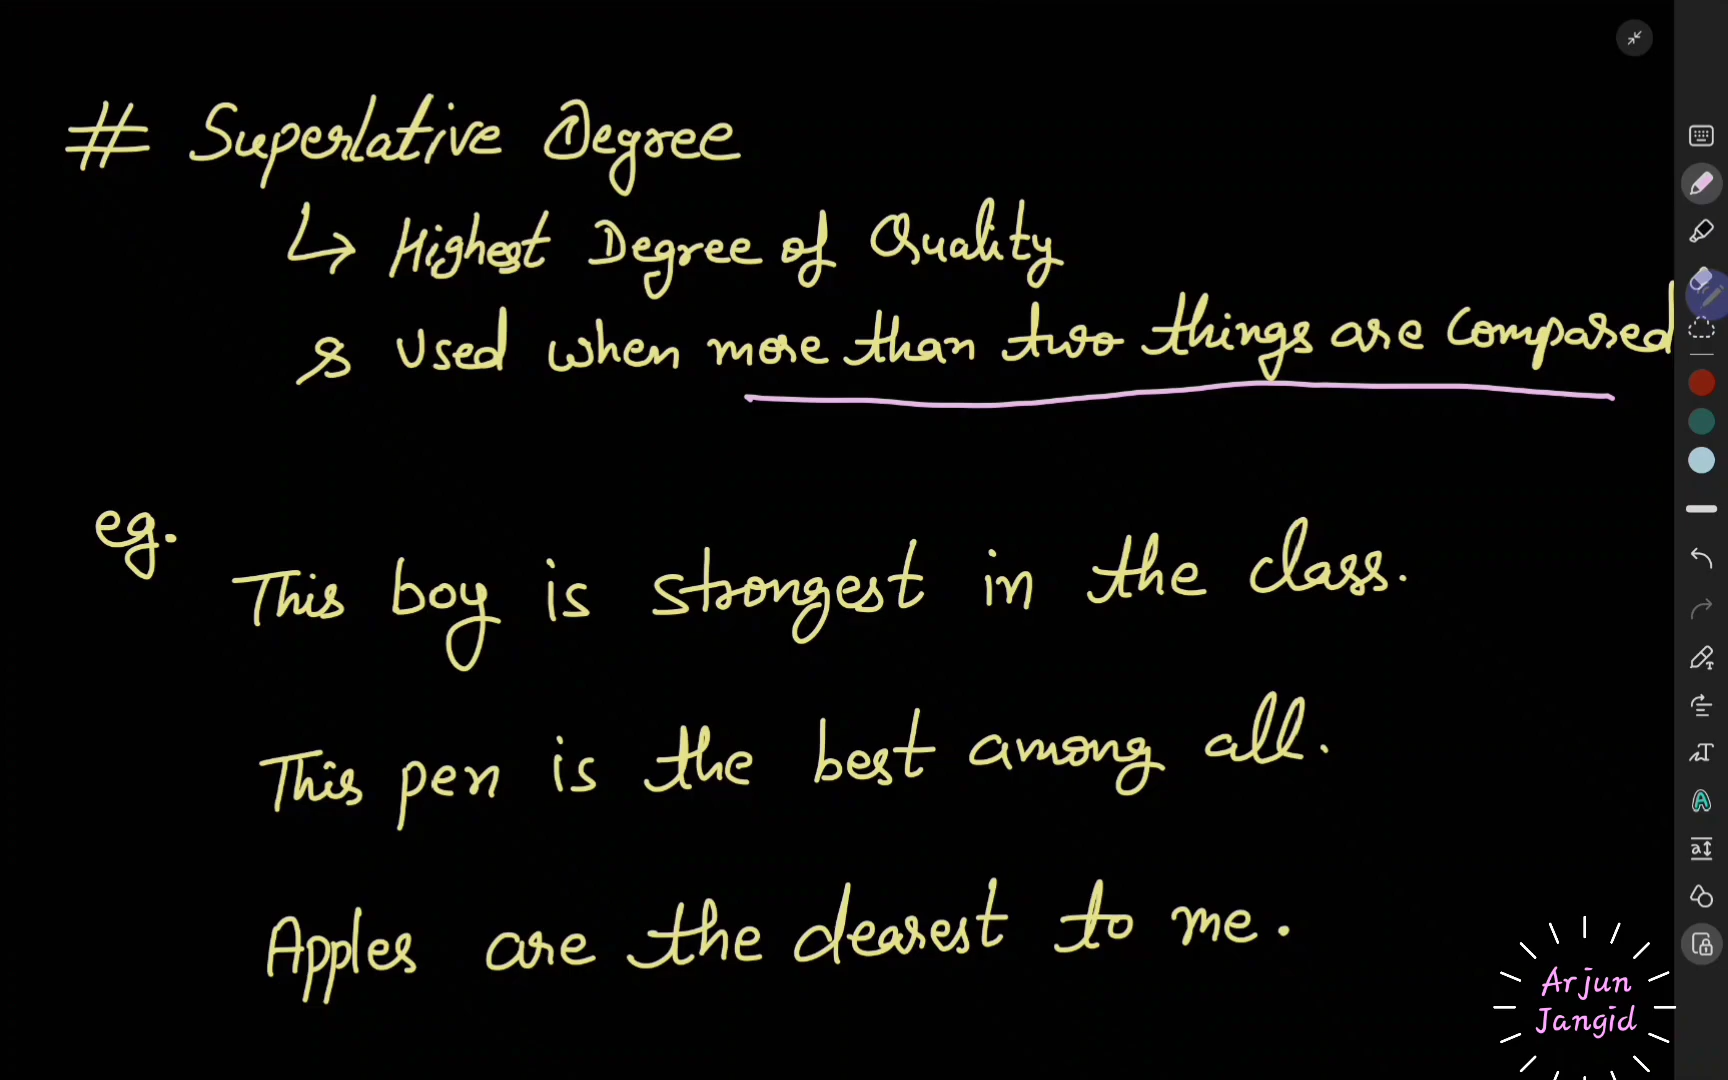 # Superlative Degree
↳ Highest Degree of Quality
& Used when more than two things are compared
eg.
This boy is strongest in the class.
This pen is the best among all.
Apples are the dearest to me.
Arjun
Jangid